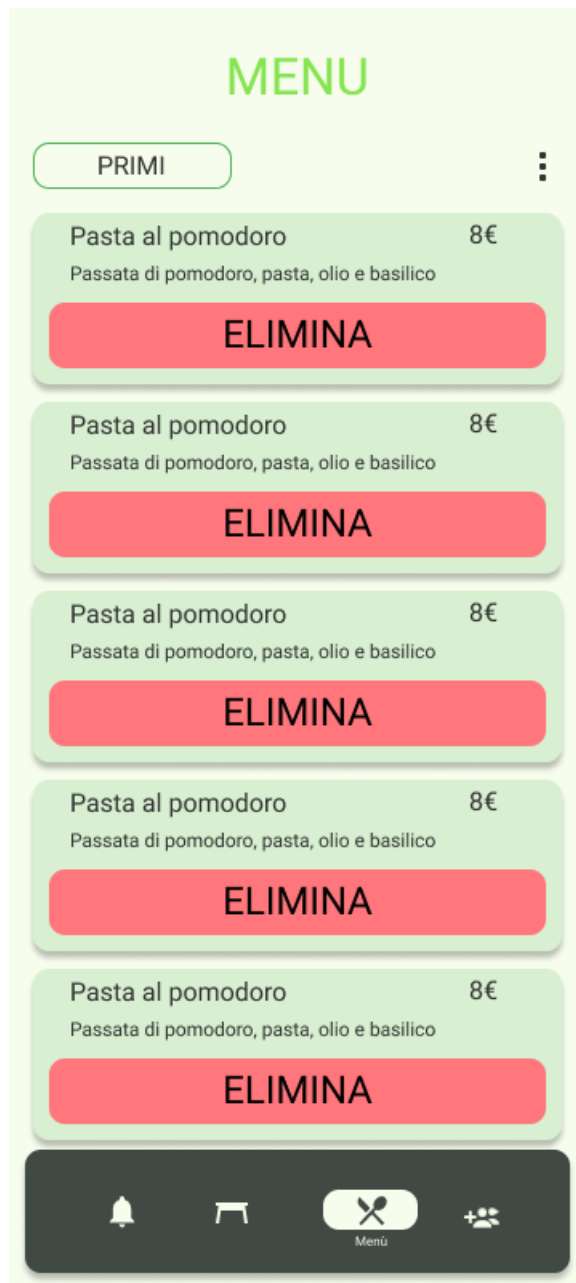 MENU
PRIMI
Pasta al pomodoro 8€
Passata di pomodoro, pasta, olio e basilico
ELIMINA
Pasta al pomodoro 8€
Passata di pomodoro, pasta, olio e basilico
ELIMINA
Pasta al pomodoro 8€
Passata di pomodoro, pasta, olio e basilico
ELIMINA
Pasta al pomodoro 8€
Passata di pomodoro, pasta, olio e basilico
ELIMINA
Pasta al pomodoro 8€
Passata di pomodoro, pasta, olio e basilico
ELIMINA
Menù